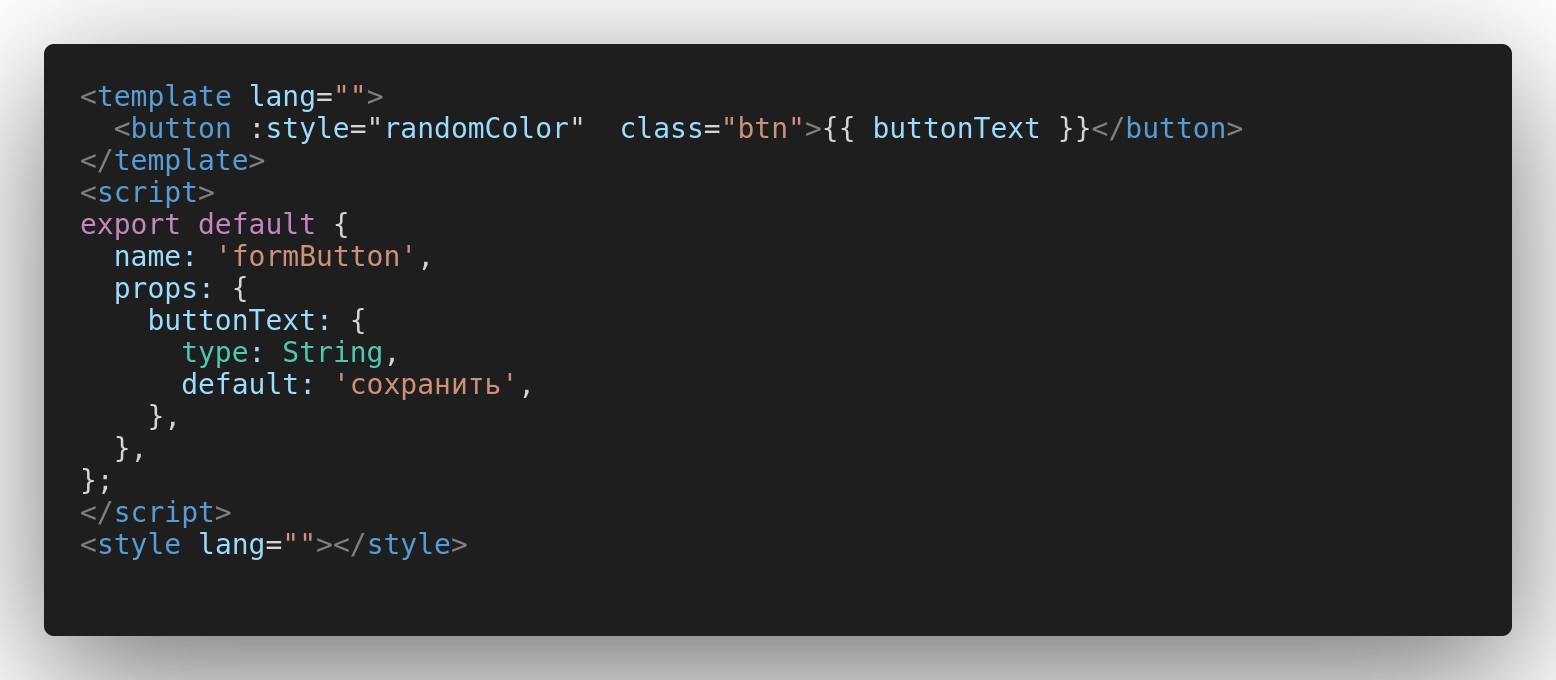 <template lang="">
  <button :style="randomColor"  class="btn">{{ buttonText }}</button>
</template>
<script>
export default {
  name: 'formButton',
  props: {
    buttonText: {
      type: String,
      default: 'сохранить',
    },
  },
};
</script>
<style lang=""></style>